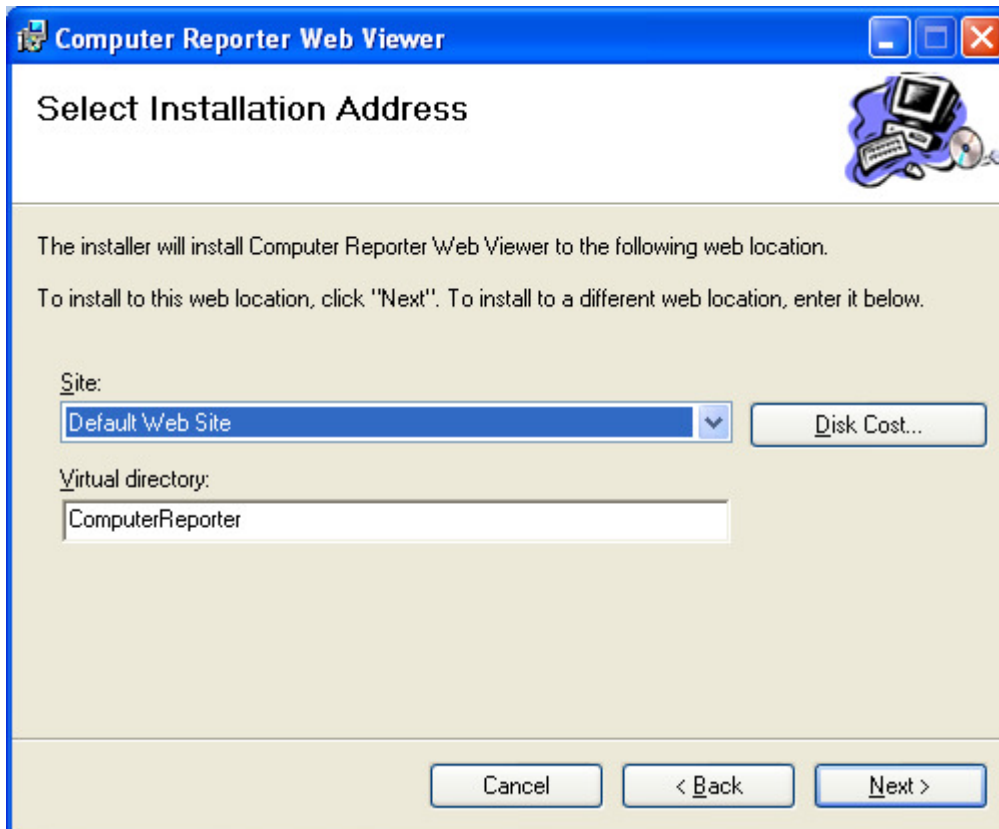 Computer Reporter Web Viewer
Select Installation Address
The installer will install Computer Reporter Web Viewer to the following web location.
To install to this web location, click "Next". To install to a different web location, enter it below.
Site:
Default Web Site
Disk Cost...
Virtual directory:
ComputerReporter
Cancel
< Back
Next >